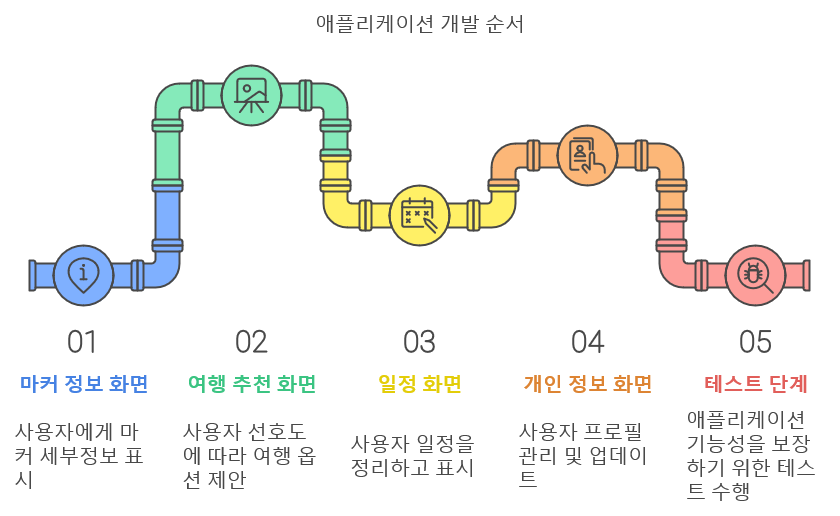 애플리케이션 개발 순서
01
02
03
04
05
마커 정보 화면
여행 추천 화면
일정 화면
개인 정보 화면
테스트 단계
사용자에게 마
커 세부정보 표
시
사용자 선호도
에 따라 여행 옵
션 제안
사용자 일정을
정리하고 표시
사용자 프로필
관리 및 업데이
트
애플리케이션
기능성을 보장
하기 위한 테스
트 수행